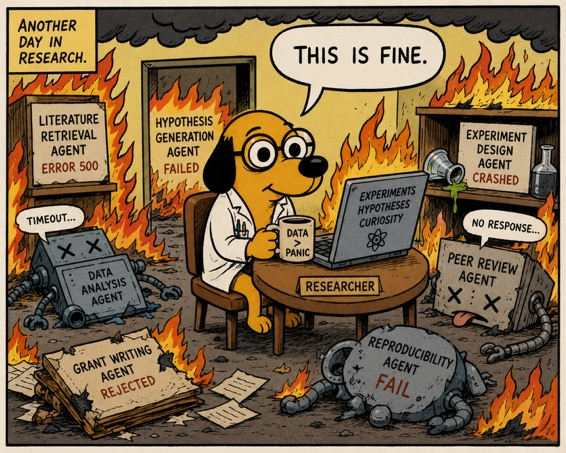 ANOTHER
DAY IN
RESEARCH.
THIS IS FINE.
LITERATURE
RETRIEVAL
AGENT
ERROR 500
HYPOTHESIS
GENERATION
AGENT
FAILED
EXPERIMENT
DESIGN
AGENT
CRASHED
EXPERIMENTS
HYPOTHESES
CURIOSITY
TIMEOUT...
DATA
ANALYSIS
AGENT
DATA
>
PANIC
NO RESPONSE...
PEER REVIEW
AGENT
RESEARCHER
GRANT WRITING
AGENT
REJECTED
REPRODUCIBILITY
AGENT
FAIL